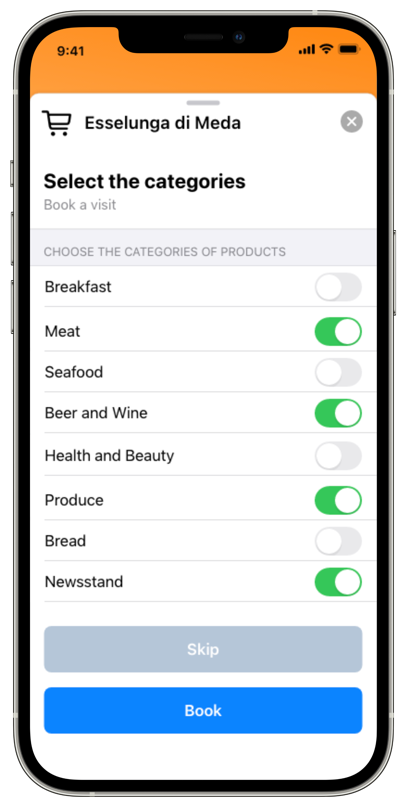 9:41
Esselunga di Meda
Select the categories
Book a visit
CHOOSE THE CATEGORIES OF PRODUCTS
Breakfast
Meat
Seafood
Beer and Wine
Health and Beauty
Produce
Bread
Newsstand
Skip
Book